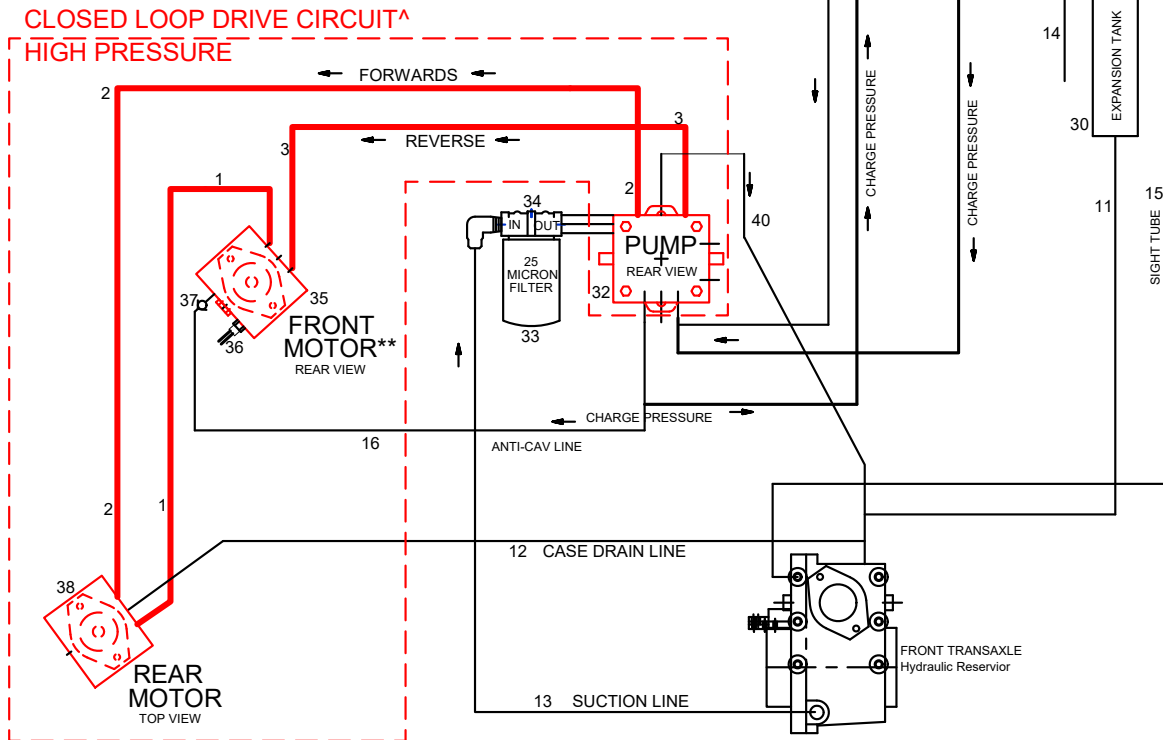 CLOSED LOOP DRIVE CIRCUIT^
HIGH PRESSURE
FORWARDS
2
3
REVERSE
3
1
2
14
EXPANSION TANK
30
CHARGE PRESSURE
CHARGE PRESSURE
15
SIGHT TUBE
11
40
34
IN
OUT
25
MICRON
FILTER
33
PUMP
REAR VIEW
32
37
36
35
FRONT
MOTOR**
REAR VIEW
CHARGE PRESSURE
16
ANTI-CAV LINE
2
1
12 CASE DRAIN LINE
38
REAR
MOTOR
TOP VIEW
13 SUCTION LINE
FRONT TRANSAXLE
Hydraulic Reservior